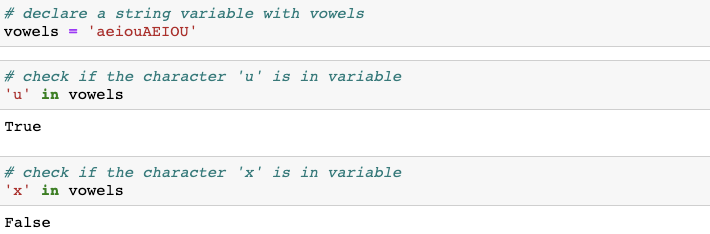 # declare a string variable with vowels
vowels = 'aeiouAEIOU'
# check if the character 'u' is in variable
'u' in vowels
True
# check if the character 'x' is in variable
'x' in vowels
False